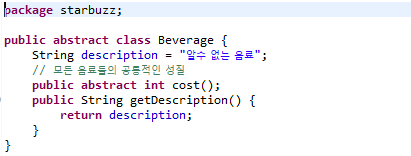 package starbuzz;
public abstract class Beverage {
String description = "알수 없는 음료";
// 모든 음료들의 공통적인 성질
public abstract int cost();
public String getDescription() {
return description;
}
}